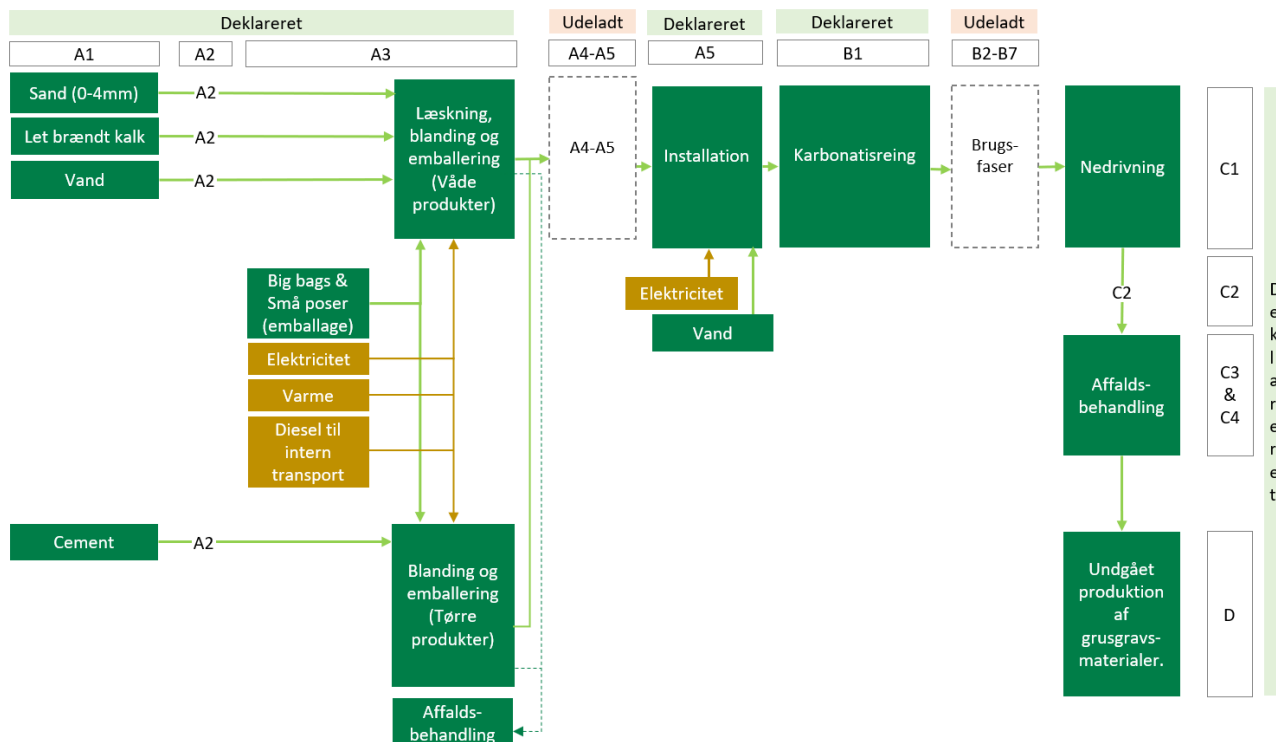 Deklareret
Udeladt
Deklareret
Deklareret
Udeladt
A1
A2
A3
A4-A5
A5
B1
B2-B7
Sand (0-4mm)
A2
Let brændt kalk
A2
Vand
A2
Læskning,
blanding og
emballering
(Våde
produkter)
A4-A5
Installation
Karbonatisreing
Brugs-
faser
Nedrivning
C1
Big bags &
Små poser
(emballage)
Elektricitet
Varme
Diesel til
intern
transport
Elektricitet
Vand
C2
C2
Affalds-
behandling
C3
&
C4
Cement
A2
Blanding og
emballering
(Tørre
produkter)
Undgået
produktion
af
grusgravs-
materialer.
D
Affalds-
behandling
D
e
k
l
a
r
e
r
e
t